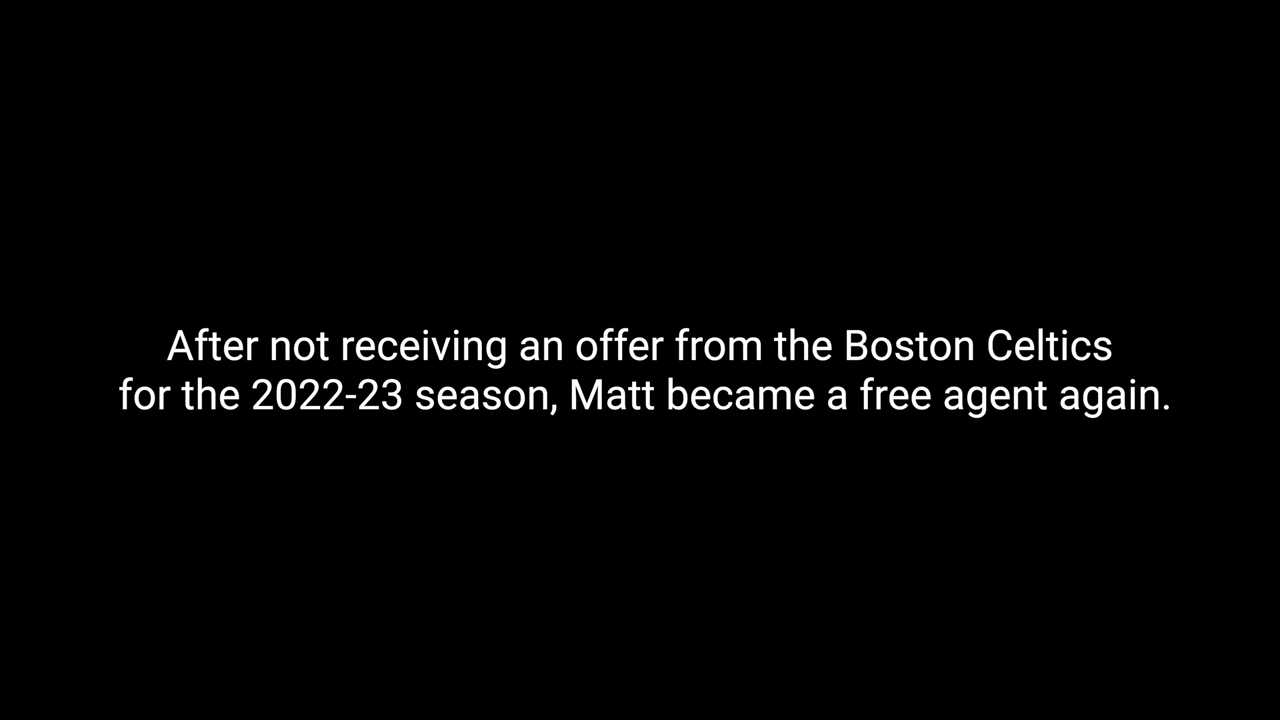 After not receiving an offer from the Boston Celtics
for the 2022-23 season, Matt became a free agent again.